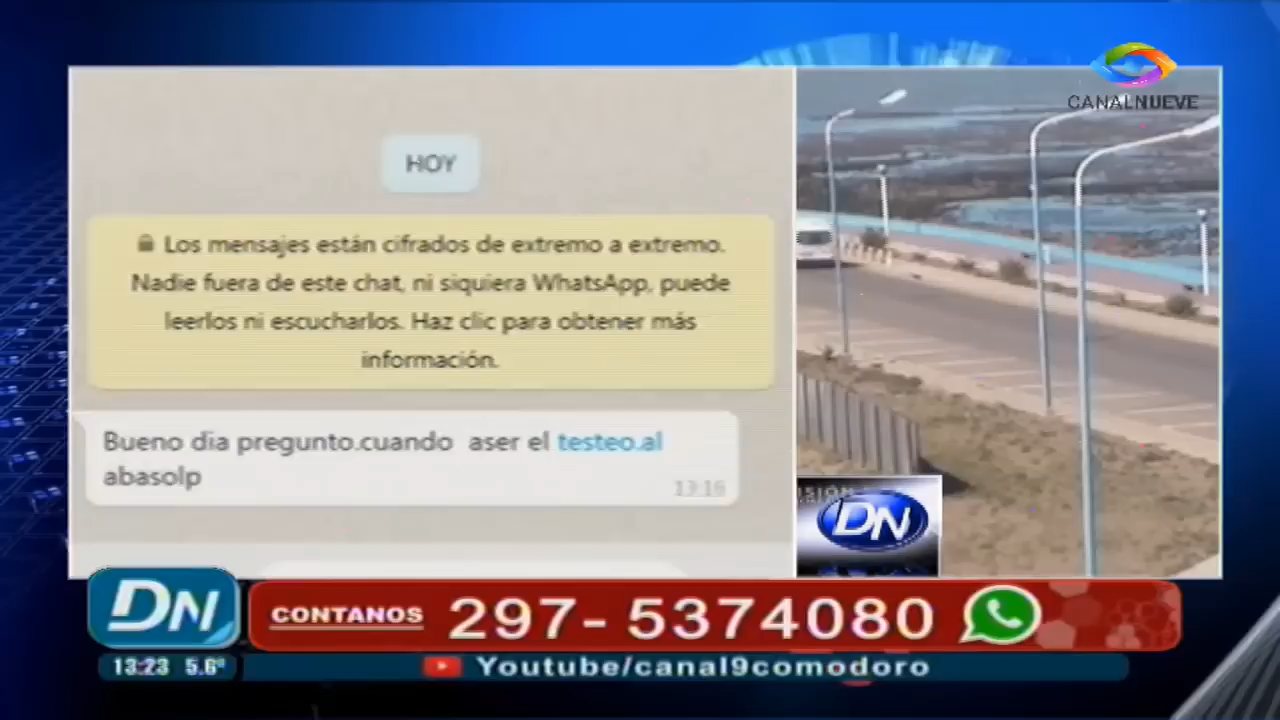 CANALNUEVE
HOY
Los mensajes están cifrados de extremo a extremo.
Nadie fuera de este chat, ni siquiera WhatsApp, puede
leerlos ni escucharlos. Haz clic para obtener más
información.
Bueno dia pregunto.cuando aser el testeo.al
abasolp
13:16
ISIÓN
DN
DN
CONTANOS 297- 5374080
13:23 5.6º
Youtube/canal9comodoro